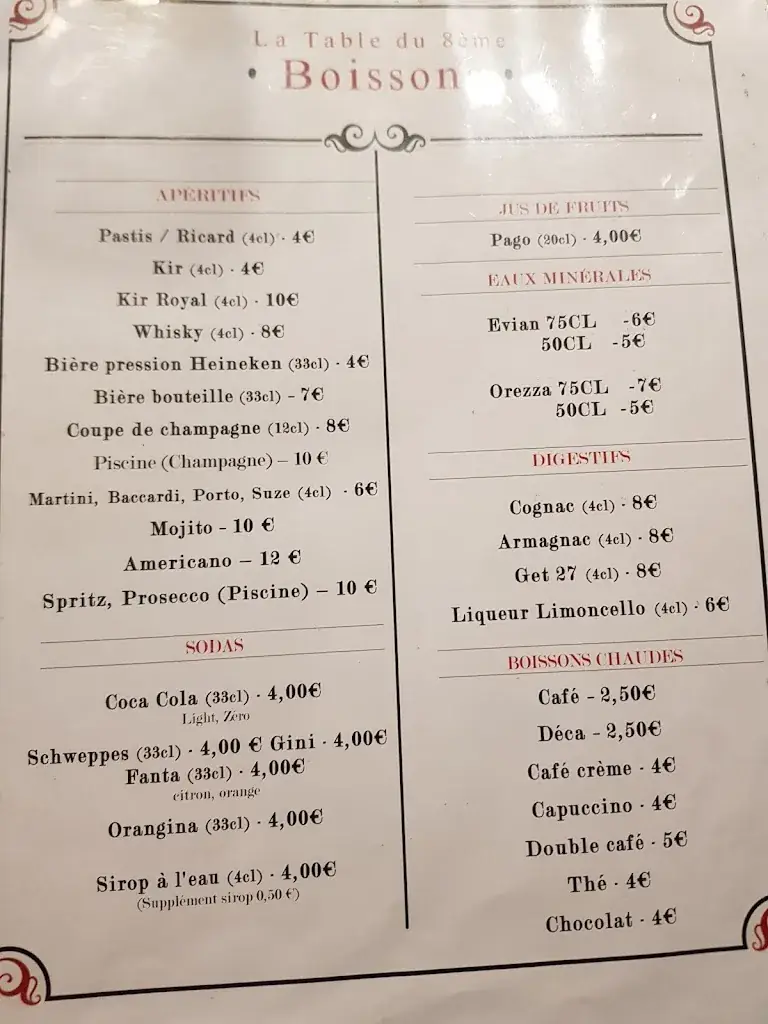 La Table du 8ème
• Boisson •
APÉRITIFS
Pastis / Ricard (4cl) · 4€
Kir (4cl) · 4€
Kir Royal (4cl) · 10€
Whisky (4cl) · 8€
Bière pression Heineken (33cl) · 4€
Bière bouteille (33cl) – 7€
Coupe de champagne (12cl) · 8€
Piscine (Champagne) – 10 €
Martini, Baccardi, Porto, Suze (4cl) · 6€
Mojito - 10 €
Americano – 12 €
Spritz, Prosecco (Piscine) – 10 €
SODAS
Coca Cola (33cl) · 4,00€
Light, Zéro
Schweppes (33cl) · 4,00 € Gini · 4,00€
Fanta (33cl) · 4,00€
citron, orange
Orangina (33cl) · 4,00€
Sirop à l'eau (4cl) · 4,00€
(Supplément sirop 0,50 €)
JUS DE FRUITS
Pago (20cl) · 4,00€
EAUX MINÉRALES
Evian 75CL -6€
50CL -5€
Orezza 75CL -7€
50CL -5€
DIGESTIFS
Cognac (4cl) · 8€
Armagnac (4cl) · 8€
Get 27 (4cl) · 8€
Liqueur Limoncello (4cl) · 6€
BOISSONS CHAUDES
Café – 2,50€
Déca – 2,50€
Café crème · 4€
Capuccino · 4€
Double café · 5€
Thé · 4€
Chocolat · 4€